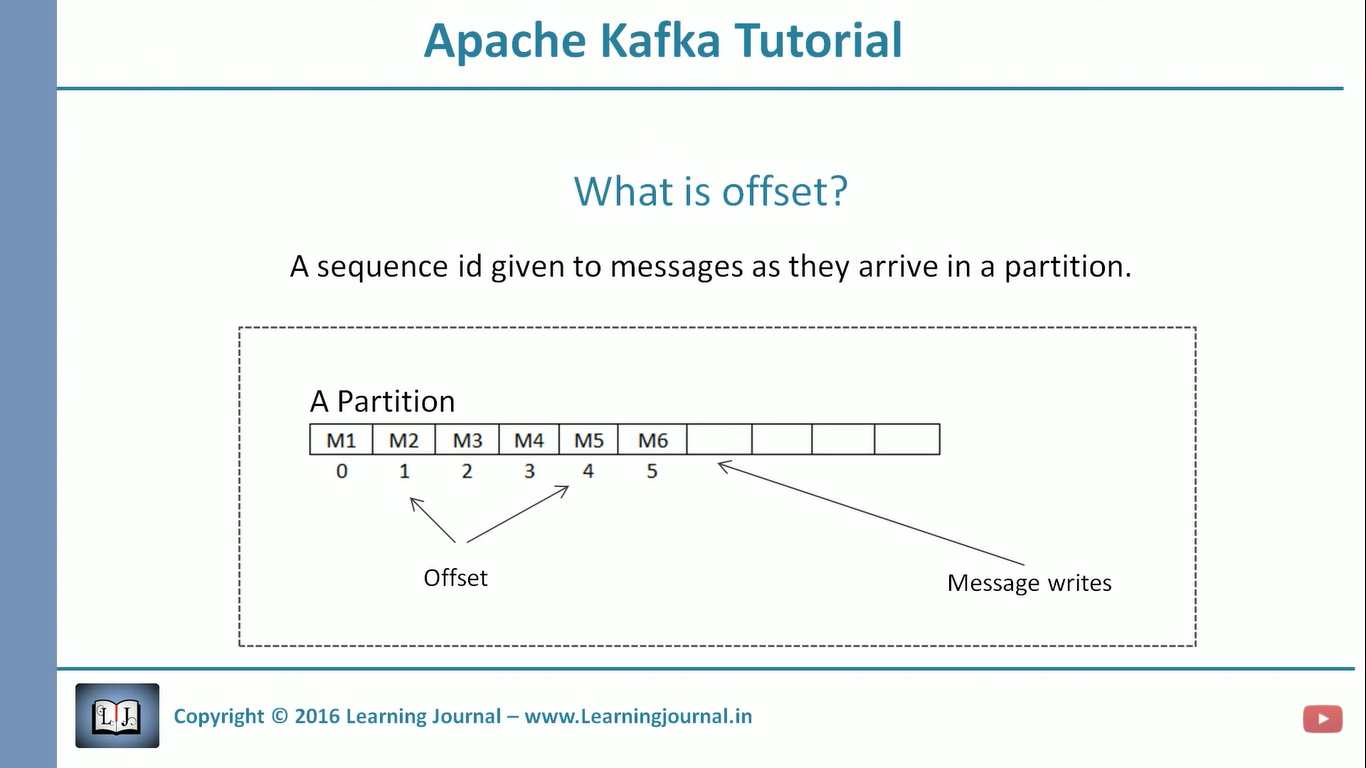 Apache Kafka Tutorial
What is offset?
A sequence id given to messages as they arrive in a partition.
A Partition
M1 M2 M3 M4 M5 M6
0 1 2 3 4 5
Offset
Message writes
LJ
Copyright © 2016 Learning Journal – www.Learningjournal.in